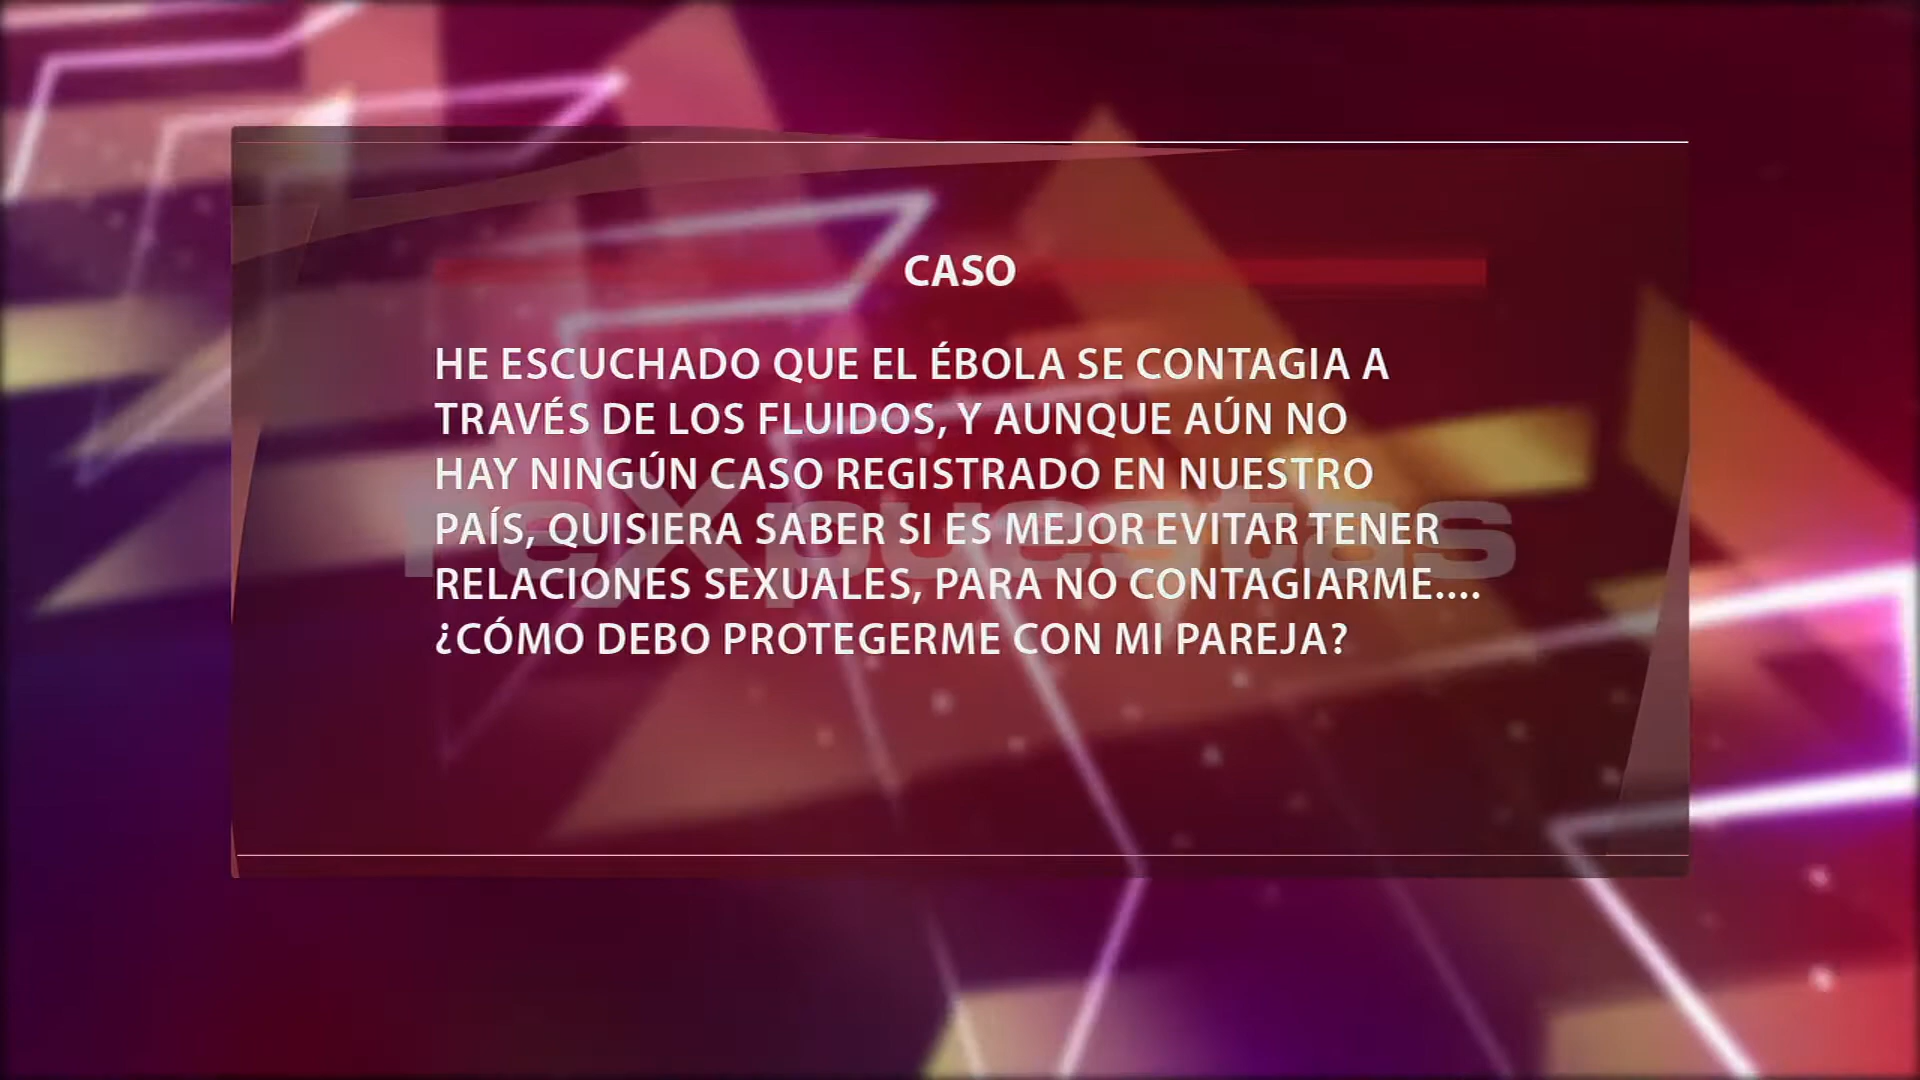 CASO
HE ESCUCHADO QUE EL ÉBOLA SE CONTAGIA A
TRAVÉS DE LOS FLUIDOS, Y AUNQUE AÚN NO
HAY NINGÚN CASO REGISTRADO EN NUESTRO
PAÍS, QUISIERA SABER SI ES MEJOR EVITAR TENER
RELACIONES SEXUALES, PARA NO CONTAGIARME....
¿CÓMO DEBO PROTEGERME CON MI PAREJA?
reXpuestas